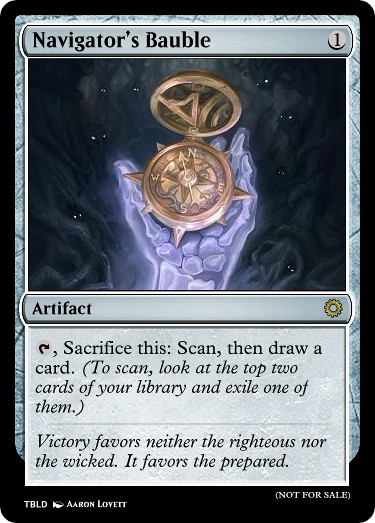 Navigator's Bauble
1
N
W
E
S
Artifact
, Sacrifice this: Scan, then draw a
card. (To scan, look at the top two
cards of your library and exile one of
them.)
Victory favors neither the righteous nor
the wicked. It favors the prepared.
(NOT FOR SALE)
TBLD Aaron Lovett